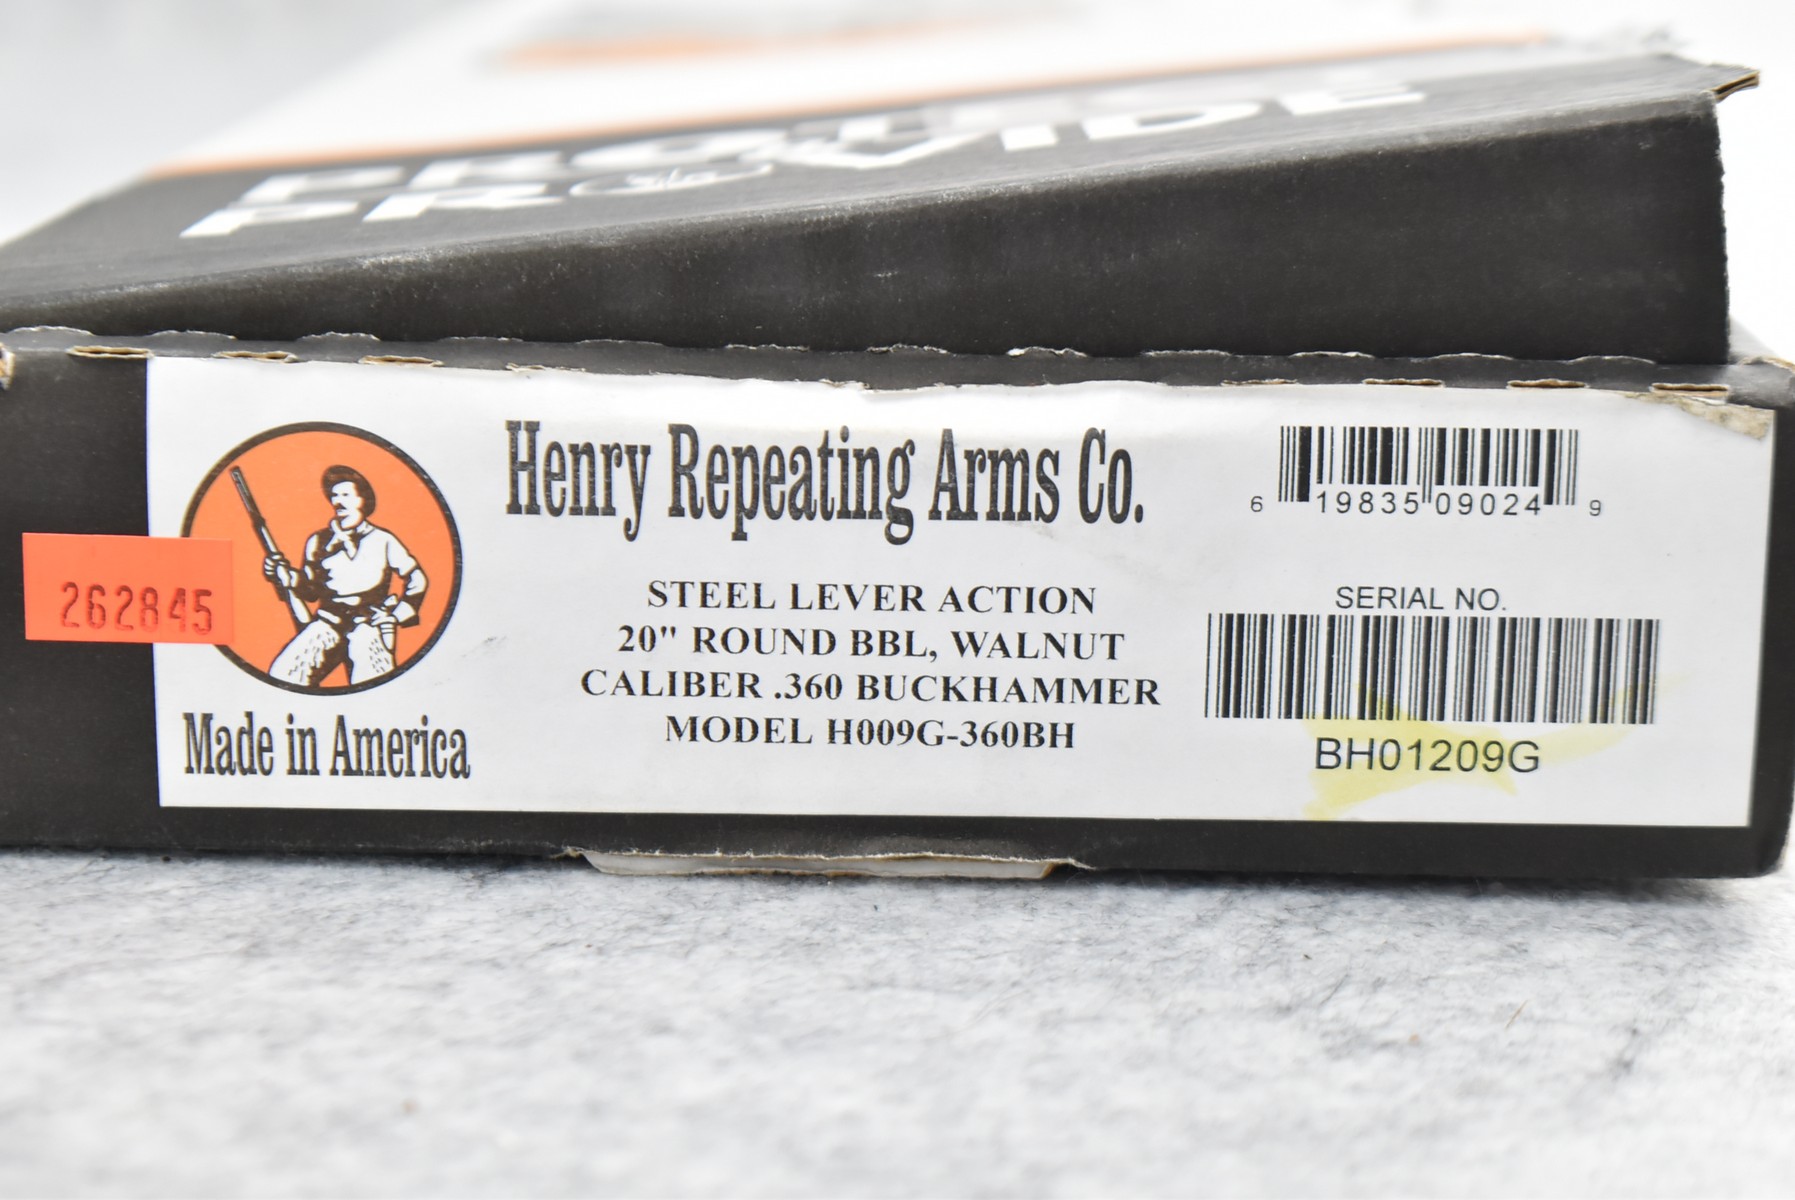 PROVIDE
Henry Repeating Arms Co.
6 19835 09024 9
262845
STEEL LEVER ACTION
20" ROUND BBL, WALNUT
CALIBER .360 BUCKHAMMER
MODEL H009G-360BH
SERIAL NO.
BH01209G
Made in America